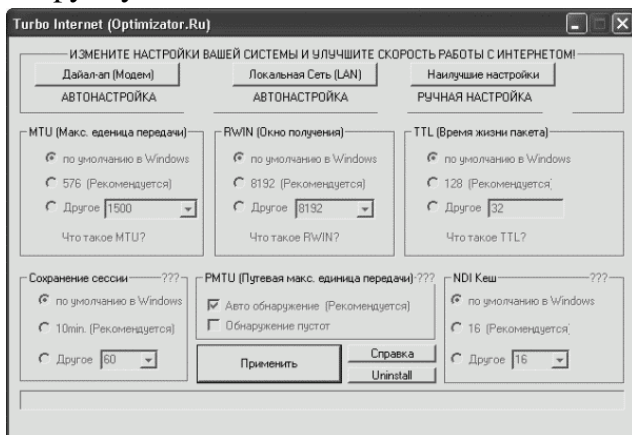 Turbo Internet (Optimizator.Ru)
ИЗМЕНИТЕ НАСТРОЙКИ ВАШЕЙ СИСТЕМЫ И УЛУЧШИТЕ СКОРОСТЬ РАБОТЫ С ИНТЕРНЕТОМ!
Дайал-ап (Модем) Локальная Сеть (LAN) Наилучшие настройки
АВТОНАСТРОЙКА АВТОНАСТРОЙКА РУЧНАЯ НАСТРОЙКА
MTU (Макс. еденица передачи) RWIN (Окно получения) TTL (Время жизни пакета)
по умолчанию в Windows по умолчанию в Windows по умолчанию в Windows
576 (Рекомендуется) 8192 (Рекомендуется) 128 (Рекомендуется)
Другое 1500 Другое 8192 Другое 32
Что такое MTU? Что такое RWIN? Что такое TTL?
Сохранение сессии ??? PMTU (Путевая макс. единица передачи) ??? NDI Кеш ???
по умолчанию в Windows Авто обнаружение (Рекомендуется) по умолчанию в Windows
10min. (Рекомендуется) Обнаружение пустот 16 (Рекомендуется)
Другое 60 Применить Справка Другое 16
Uninstall